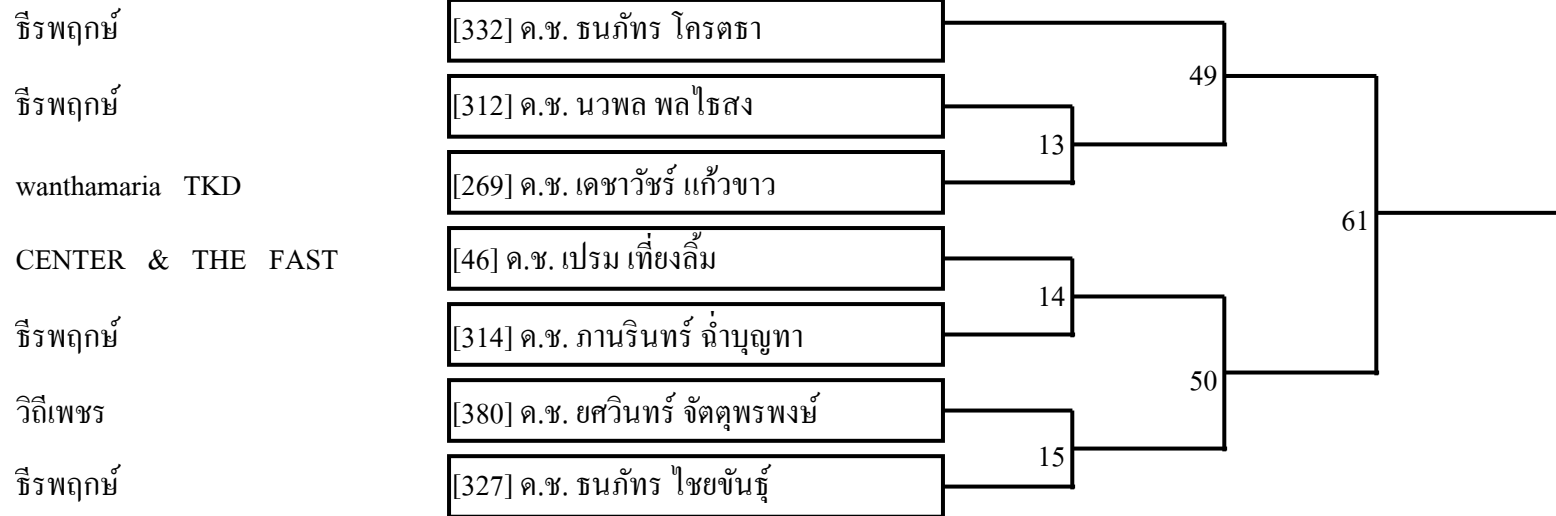 ธีรพฤกษ์ [332] ด.ช. ธนภัทร โครตธา
49
ธีรพฤกษ์ [312] ด.ช. นวพล พลไธสง
13
wanthamaria TKD [269] ด.ช. เดชาวัชร์ แก้วขาว
61
CENTER & THE FAST [46] ด.ช. เปรม เที่ยงลิ้ม
14
ธีรพฤกษ์ [314] ด.ช. ภานรินทร์ ฉ่ำบุญทา
50
วิถีเพชร [380] ด.ช. ยศวินทร์ จัตตุพรพงษ์
15
ธีรพฤกษ์ [327] ด.ช. ธนภัทร ไชยขันธุ์